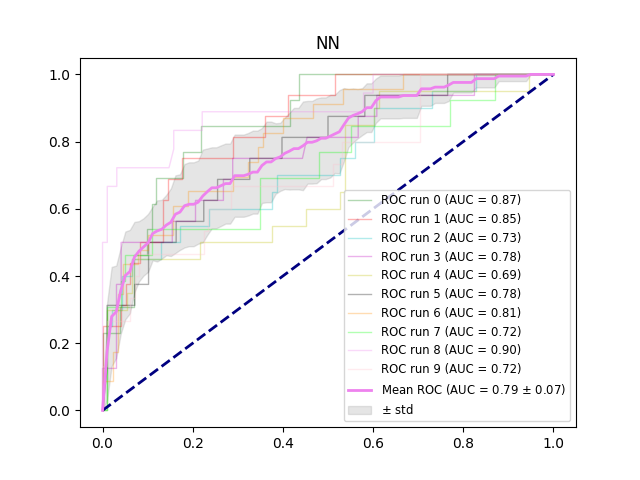 NN
1.0
0.8
0.6
0.4
0.2
0.0
0.0 0.2 0.4 0.6 0.8 1.0
ROC run 0 (AUC = 0.87)
ROC run 1 (AUC = 0.85)
ROC run 2 (AUC = 0.73)
ROC run 3 (AUC = 0.78)
ROC run 4 (AUC = 0.69)
ROC run 5 (AUC = 0.78)
ROC run 6 (AUC = 0.81)
ROC run 7 (AUC = 0.72)
ROC run 8 (AUC = 0.90)
ROC run 9 (AUC = 0.72)
Mean ROC (AUC = 0.79 ± 0.07)
± std